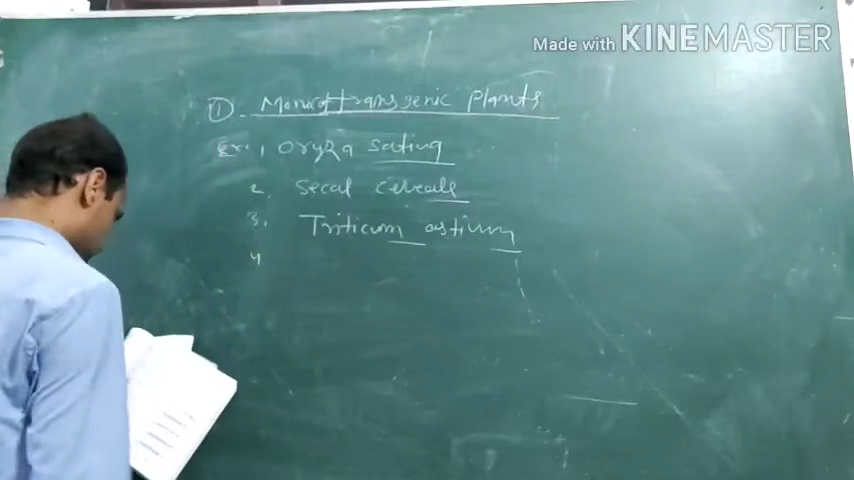 Made with KINEMASTER
① Monocot transgenic Plants
Ex: 1 Oryza sativa
2. Secal cereale
3. Triticum astium
4